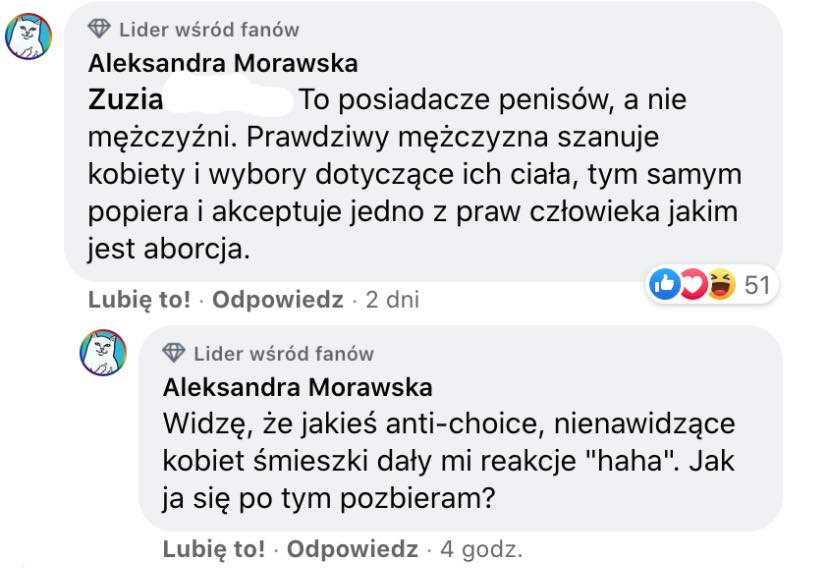 Lider wśród fanów
Aleksandra Morawska
Zuzia To posiadacze penisów, a nie
mężczyźni. Prawdziwy mężczyzna szanuje
kobiety i wybory dotyczące ich ciała, tym samym
popiera i akceptuje jedno z praw człowieka jakim
jest aborcja.
51
Lubię to! · Odpowiedz · 2 dni
Lider wśród fanów
Aleksandra Morawska
Widzę, że jakieś anti-choice, nienawidzące
kobiet śmieszki dały mi reakcje "haha". Jak
ja się po tym pozbieram?
Lubię to! · Odpowiedz · 4 godz.